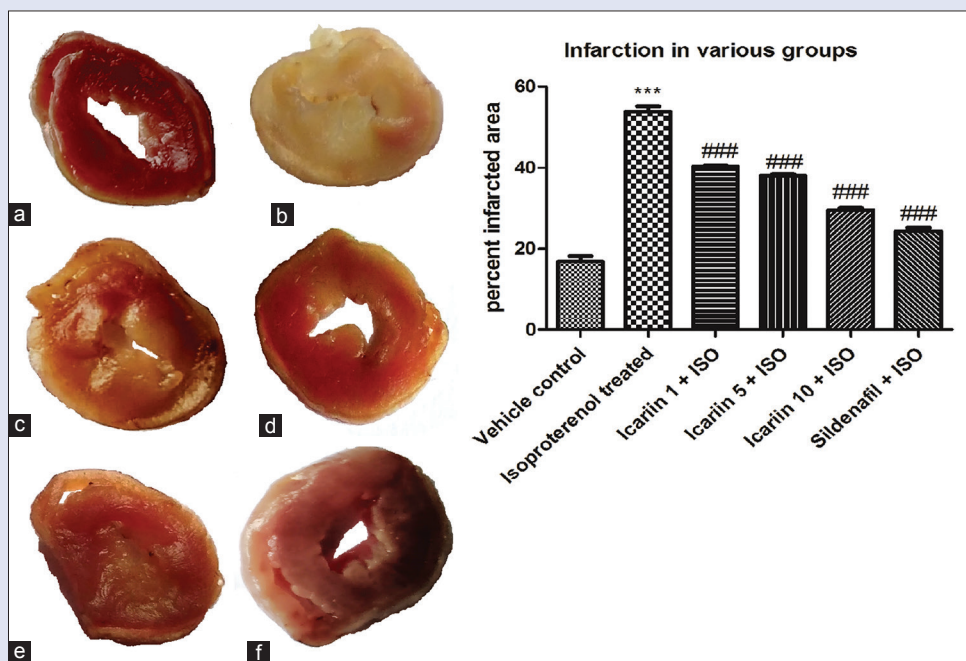 a
b
c
d
e
f
Infarction in various groups
percent infarcted area
60
40
20
0
***
###
###
###
###
Vehicle control
Isoproterenol treated
Icariin 1 + ISO
Icariin 5 + ISO
Icariin 10 + ISO
Sildenafil + ISO